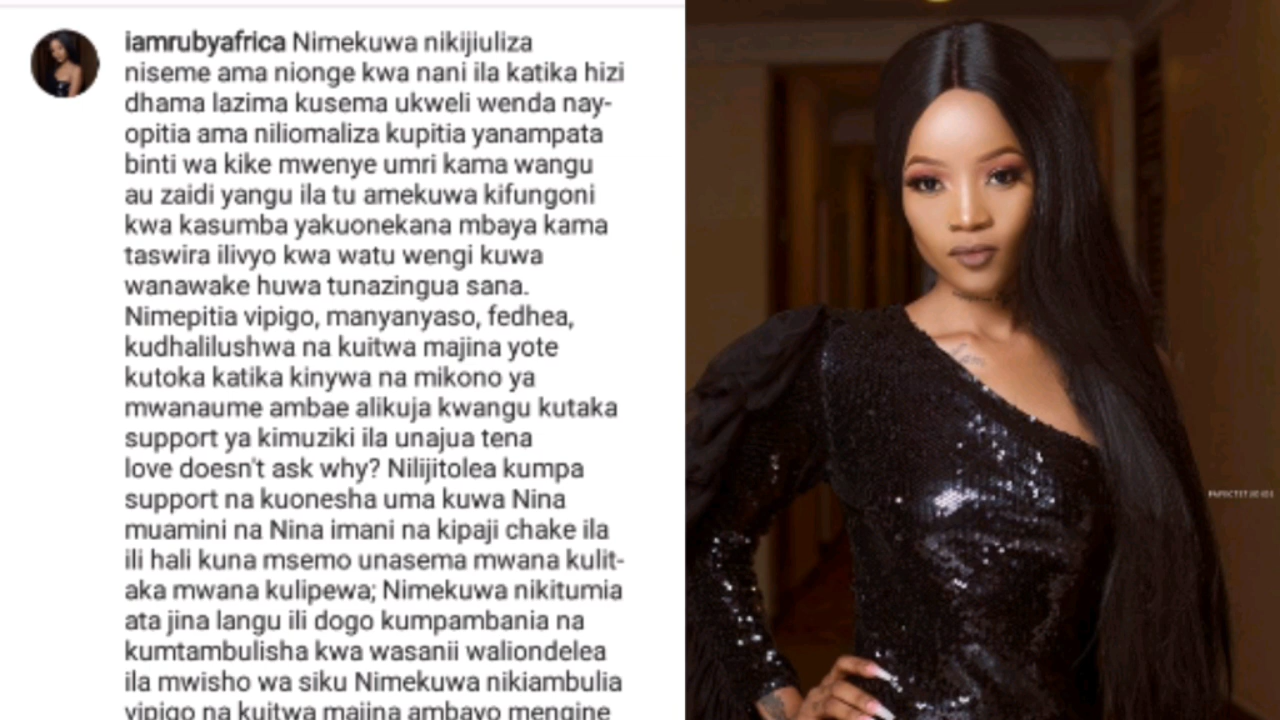 iamrubyafrica Nimekuwa nikijiuliza
niseme ama nionge kwa nani ila katika hizi
dhama lazima kusema ukweli wenda nay-
opitia ama niliomaliza kupitia yanampata
binti wa kike mwenye umri kama wangu
au zaidi yangu ila tu amekuwa kifungoni
kwa kasumba yakuonekana mbaya kama
taswira ilivyo kwa watu wengi kuwa
wanawake huwa tunazingua sana.
Nimepitia vipigo, manyanyaso, fedhea,
kudhalilushwa na kuitwa majina yote
kutoka katika kinywa na mikono ya
mwanaume ambae alikuja kwangu kutaka
support ya kimuziki ila unajua tena
love doesn't ask why? Nilijitolea kumpa
support na kuonesha uma kuwa Nina
muamini na Nina imani na kipaji chake ila
ili hali kuna msemo unasema mwana kulit-
aka mwana kulipewa; Nimekuwa nikitumia
ata jina langu ili dogo kumpambania na
kumtambulisha kwa wasanii waliondelea
ila mwisho wa siku Nimekuwa nikiambulia
vipigo na kuitwa majina ambayo mengine